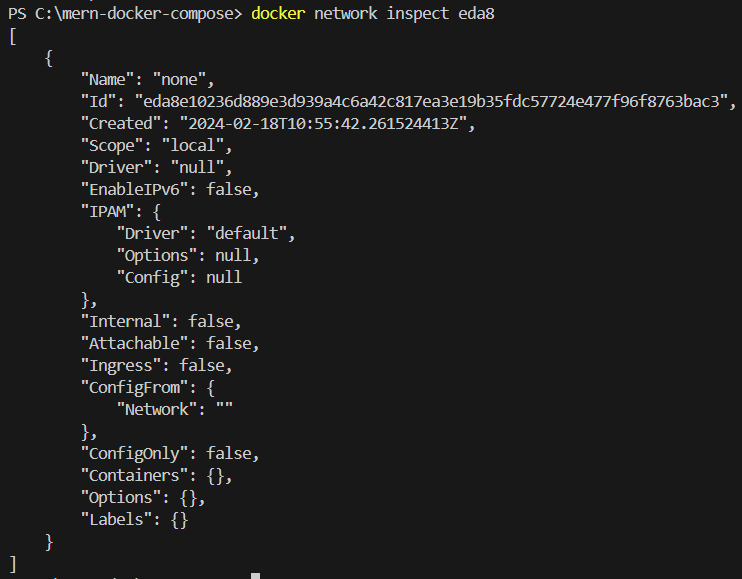 PS C:\mern-docker-compose> docker network inspect eda8
[
    {
        "Name": "none",
        "Id": "eda8e10236d889e3d939a4c6a42c817ea3e19b35fdc57724e477f96f8763bac3",
        "Created": "2024-02-18T10:55:42.261524413Z",
        "Scope": "local",
        "Driver": "null",
        "EnableIPv6": false,
        "IPAM": {
            "Driver": "default",
            "Options": null,
            "Config": null
        },
        "Internal": false,
        "Attachable": false,
        "Ingress": false,
        "ConfigFrom": {
            "Network": ""
        },
        "ConfigOnly": false,
        "Containers": {},
        "Options": {},
        "Labels": {}
    }
]